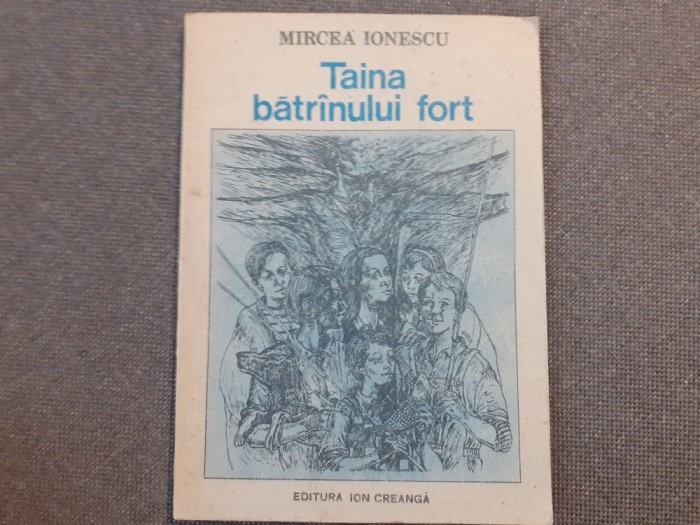 MIRCEA IONESCU
Taina
bătrînului fort
EDITURA ION CREANGĂ